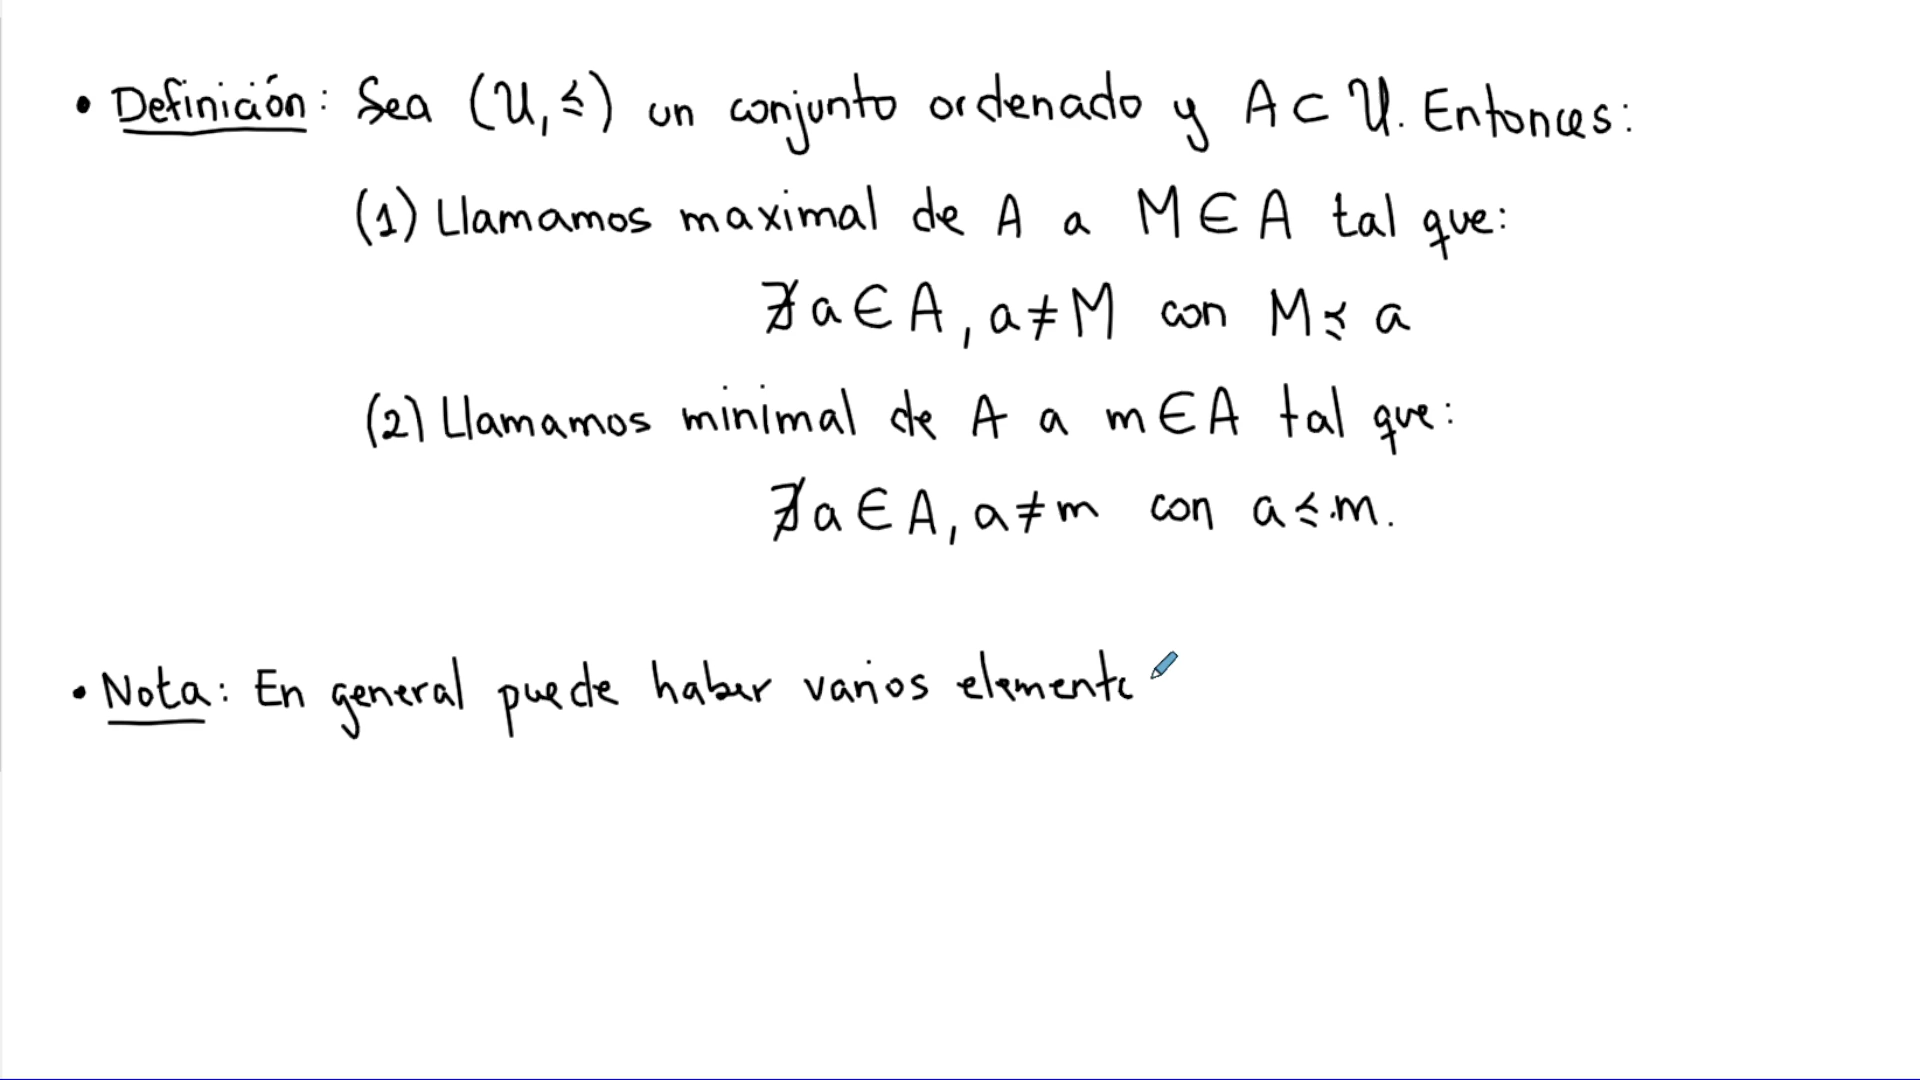 • Definición: Sea (U, ≼) un conjunto ordenado y A ⊂ U. Entonces:
(1) Llamamos maximal de A a M ∈ A tal que:
∄ a ∈ A, a ≠ M con M ≼ a
(2) Llamamos minimal de A a m ∈ A tal que:
∄ a ∈ A, a ≠ m con a ≼ m.
• Nota: En general puede haber varios elemento